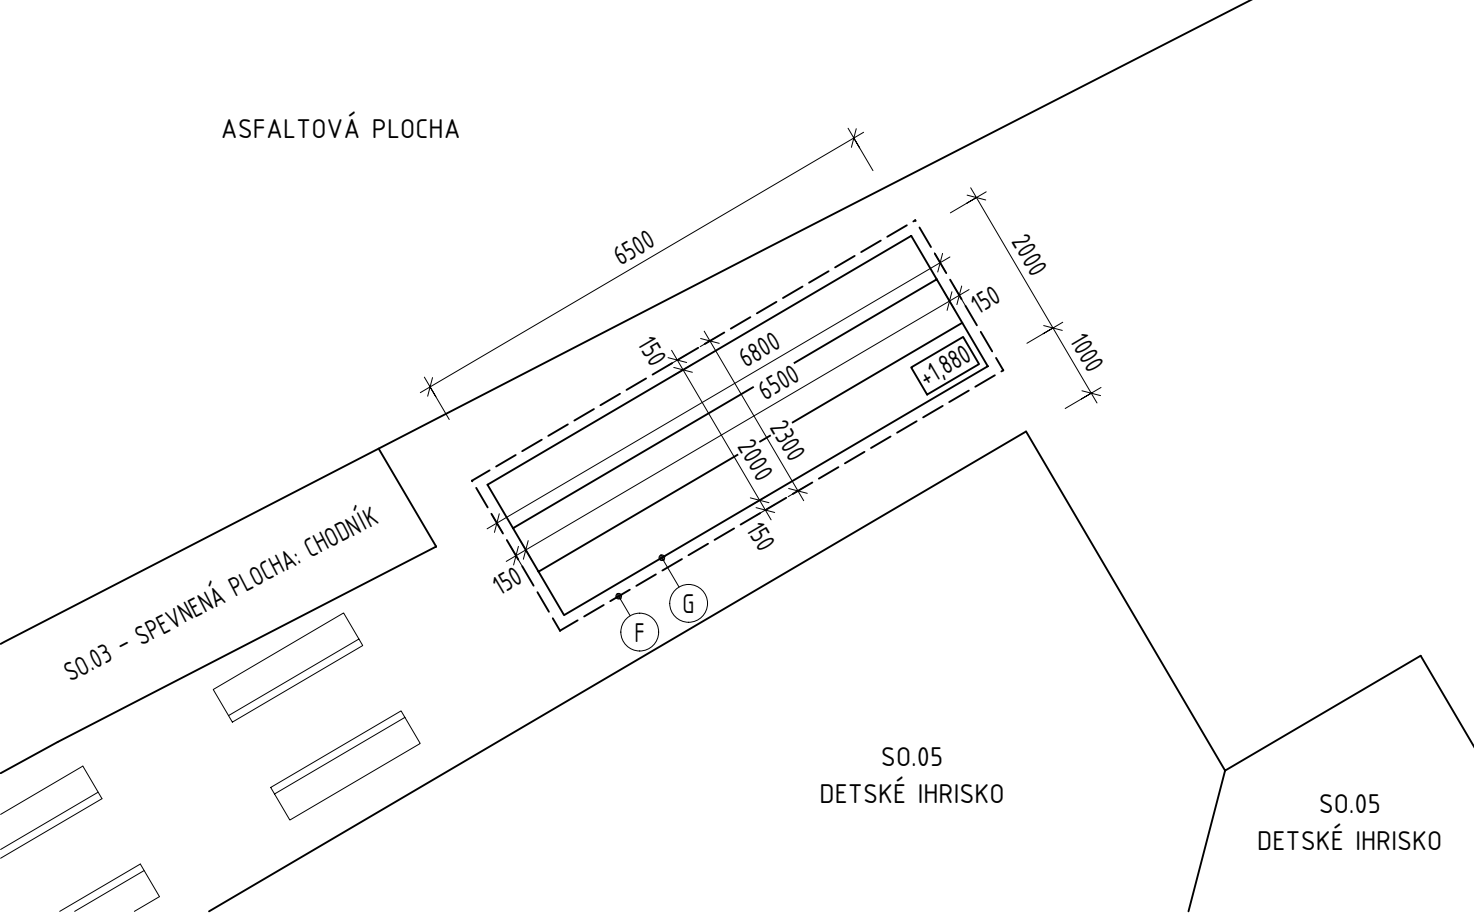 ASFALTOVÁ PLOCHA
6500
2000
1000
150
150
6800
6500
+1,880
2300
2000
150
150
G
F
SO.03 - SPEVNENÁ PLOCHA: CHODNÍK
SO.05
DETSKÉ IHRISKO
SO.05
DETSKÉ IHRISKO